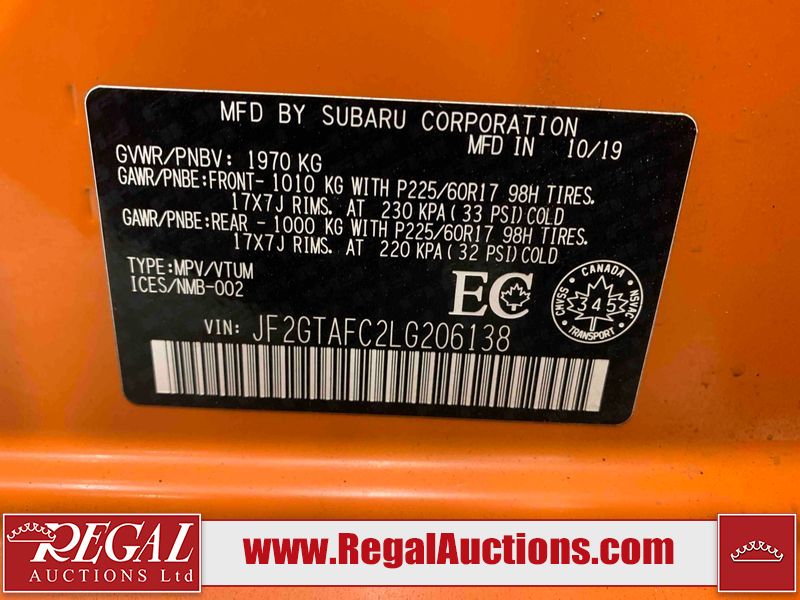 MFD BY SUBARU CORPORATION
MFD IN 10/19
GVWR/PNBV: 1970 KG
GAWR/PNBE:FRONT- 1010 KG WITH P225/60R17 98H TIRES.
17X7J RIMS. AT 230 KPA( 33 PSI)COLD
GAWR/PNBE:REAR - 1000 KG WITH P225/60R17 98H TIRES.
17X7J RIMS. AT 220 KPA( 32 PSI)COLD
TYPE:MPV/VTUM
ICES/NMB-002
EC
CANADA
CMVSS
345
NSVAC
TRANSPORT
VIN: JF2GTAFC2LG206138
REGAL
AUCTIONS Ltd
www.RegalAuctions.com